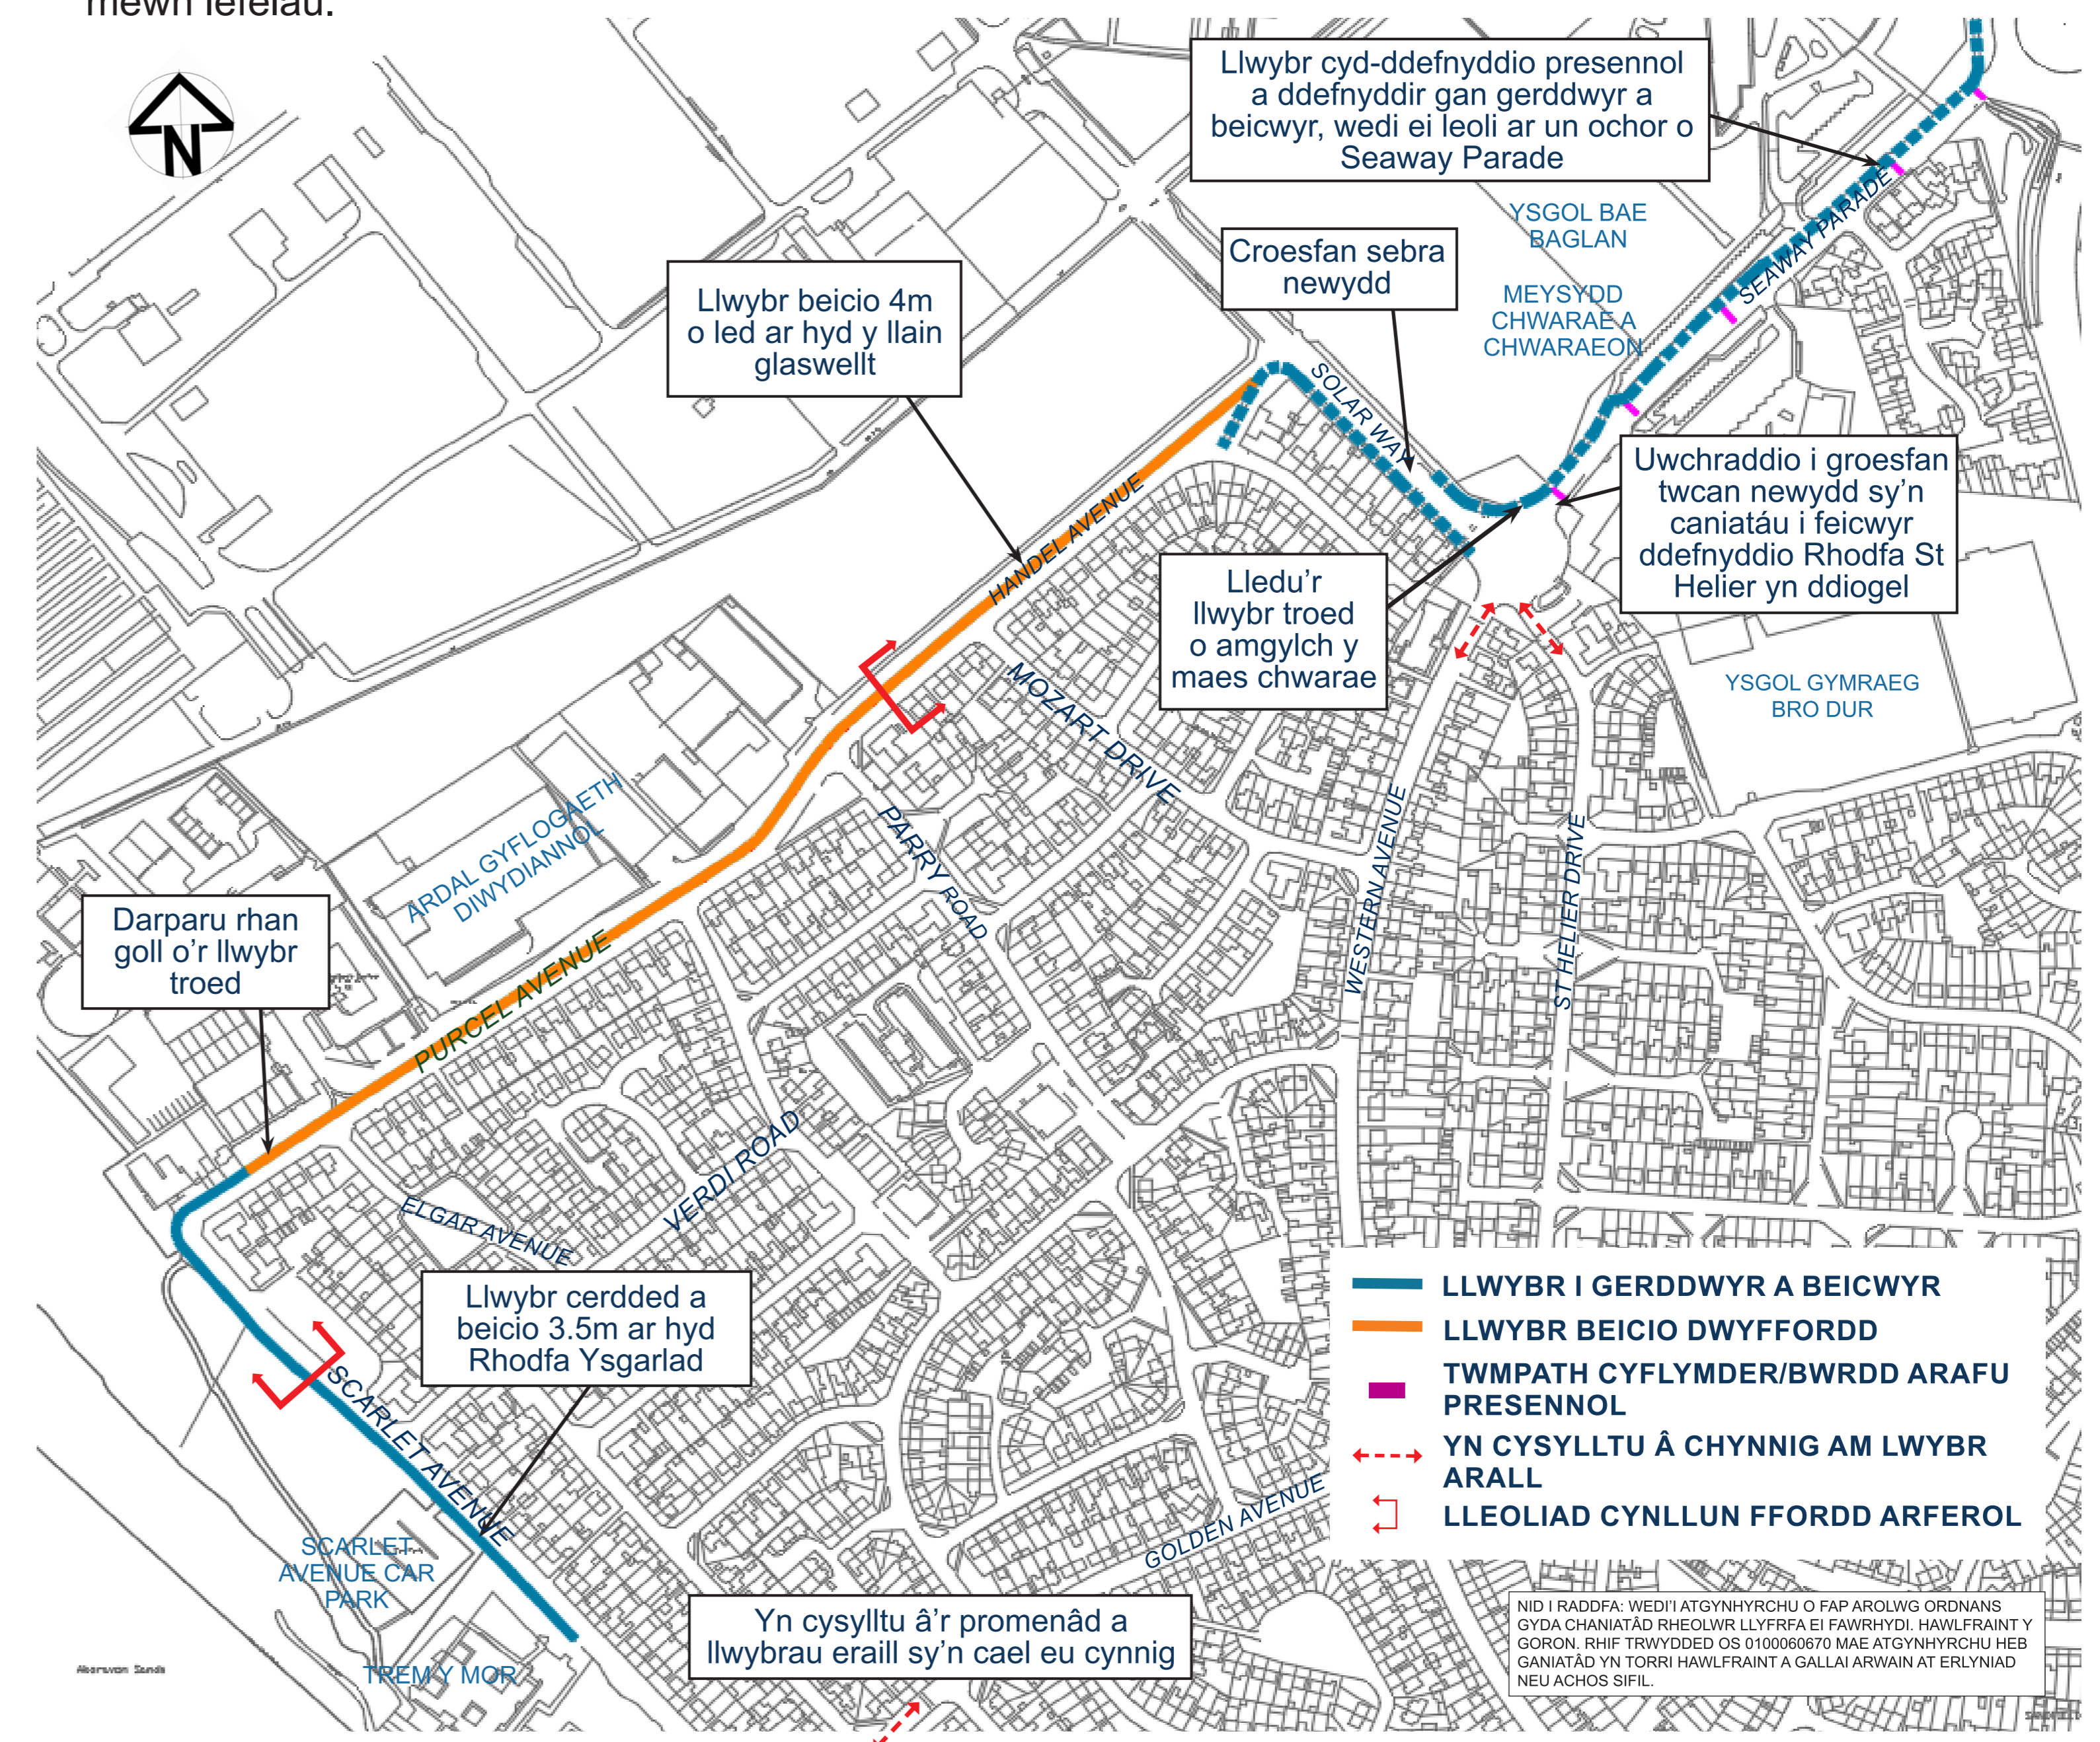 mewn lefelau.
N
Llwybr cyd-ddefnyddio presennol
a ddefnyddir gan gerddwyr a
beicwyr, wedi ei leoli ar un ochor o
Seaway Parade
YSGOL BAE
BAGLAN
SEAWAY PARADE
Croesfan sebra
newydd
MEYSYDD
CHWARAE A
CHWARAEON
Llwybr beicio 4m
o led ar hyd y llain
glaswellt
SOLAR WAY
Uwchraddio i groesfan
twcan newydd sy'n
caniatáu i feicwyr
ddefnyddio Rhodfa St
Helier yn ddiogel
HANDEL AVENUE
Lledu'r
llwybr troed
o amgylch y
maes chwarae
MOZART DRIVE
YSGOL GYMRAEG
BRO DUR
ARDAL GYFLOGAETH
DIWYDIANNOL
PARRY ROAD
WESTERN AVENUE
ST HELIER DRIVE
Darparu rhan
goll o'r llwybr
troed
PURCEL AVENUE
VERDI ROAD
ELGAR AVENUE
Llwybr cerdded a
beicio 3.5m ar hyd
Rhodfa Ysgarlad
SCARLET AVENUE
LLWYBR I GERDDWYR A BEICWYR
LLWYBR BEICIO DWYFFORDD
TWMPATH CYFLYMDER/BWRDD ARAFU
PRESENNOL
YN CYSYLLTU Â CHYNNIG AM LWYBR
ARALL
LLEOLIAD CYNLLUN FFORDD ARFEROL
GOLDEN AVENUE
SCARLET
AVENUE CAR
PARK
Yn cysylltu â'r promenâd a
llwybrau eraill sy'n cael eu cynnig
TREM Y MOR
Aberavon Sands
NID I RADDFA: WEDI'I ATGYNHYRCHU O FAP AROLWG ORDNANS
GYDA CHANIATÂD RHEOLWR LLYFRFA EI FAWRHYDI. HAWLFRAINT Y
GORON. RHIF TRWYDDED OS 0100060670 MAE ATGYNHYRCHU HEB
GANIATÂD YN TORRI HAWLFRAINT A GALLAI ARWAIN AT ERLYNIAD
NEU ACHOS SIFIL.